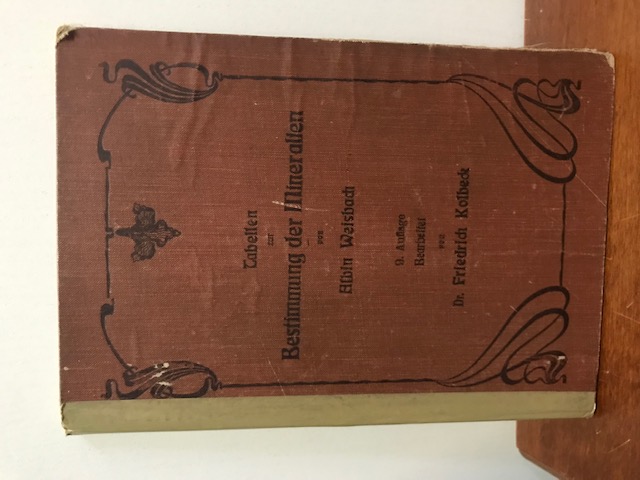 Tabellen
zur
Bestimmung der Mineralien
von
Albin Weisbach
9. Auflage
Bearbeitet
von
Dr. Friedrich Kolbeck